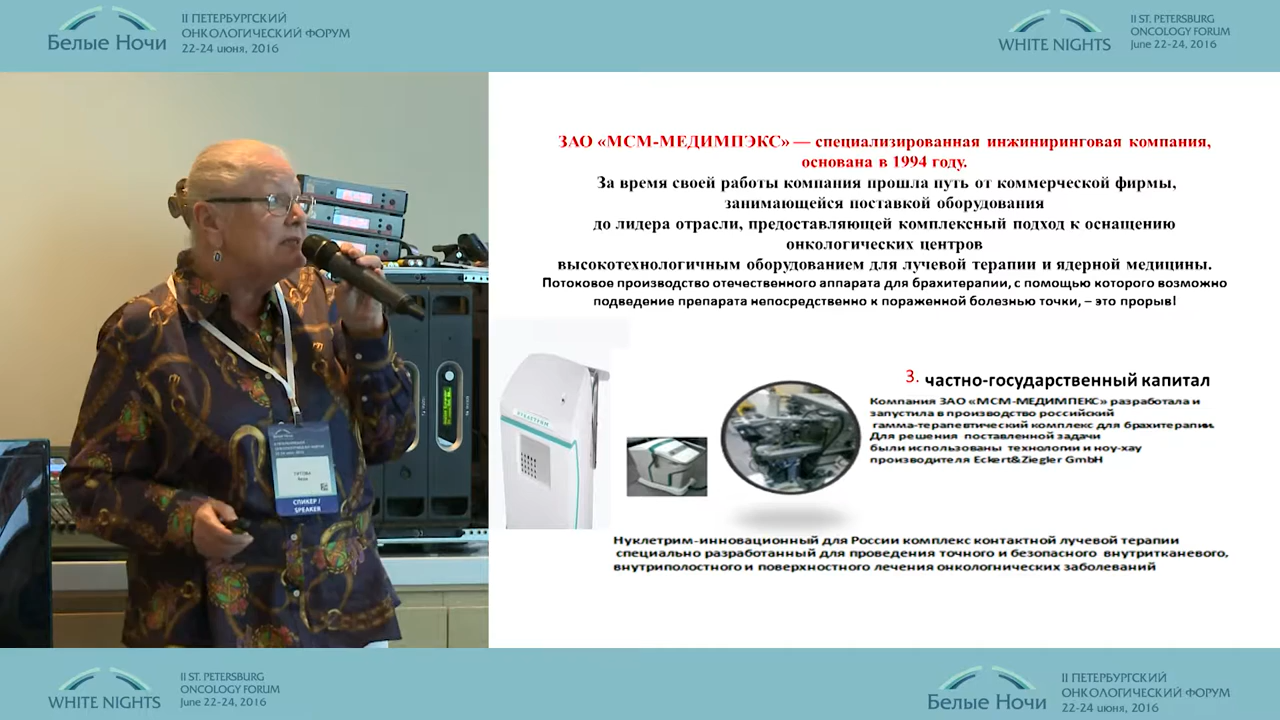 Белые Ночи
II ПЕТЕРБУРГСКИЙ
ОНКОЛОГИЧЕСКИЙ ФОРУМ
22-24 июня, 2016
WHITE NIGHTS
II ST. PETERSBURG
ONCOLOGY FORUM
June 22-24, 2016
ЗАО «МСМ-МЕДИМПЭКС» — специализированная инжиниринговая компания,
основана в 1994 году.
За время своей работы компания прошла путь от коммерческой фирмы,
занимающейся поставкой оборудования
до лидера отрасли, предоставляющей комплексный подход к оснащению
онкологических центров
высокотехнологичным оборудованием для лучевой терапии и ядерной медицины.
Потоковое производство отечественного аппарата для брахитерапии, с помощью которого возможно
подведение препарата непосредственно к пораженной болезнью точки, – это прорыв!
3. частно-государственный капитал
Компания ЗАО «МСМ-МЕДИМПЕКС» разработала и
запустила в производство российский
гамма-терапевтический комплекс для брахитерапии.
Для решения поставленной задачи
были использованы технологии и ноу-хау
производителя Eckert&Ziegler GmbH
Нуклетрим-инновационный для России комплекс контактной лучевой терапии
специально разработанный для проведения точного и безопасного внутритканевого,
внутриполостного и поверхностного лечения онкологнических заболеваний
СПИКЕР /
SPEAKER
WHITE NIGHTS
II ST. PETERSBURG
ONCOLOGY FORUM
June 22-24, 2016
Белые Ночи
II ПЕТЕРБУРГСКИЙ
ОНКОЛОГИЧЕСКИЙ ФОРУМ
22-24 июня, 2016